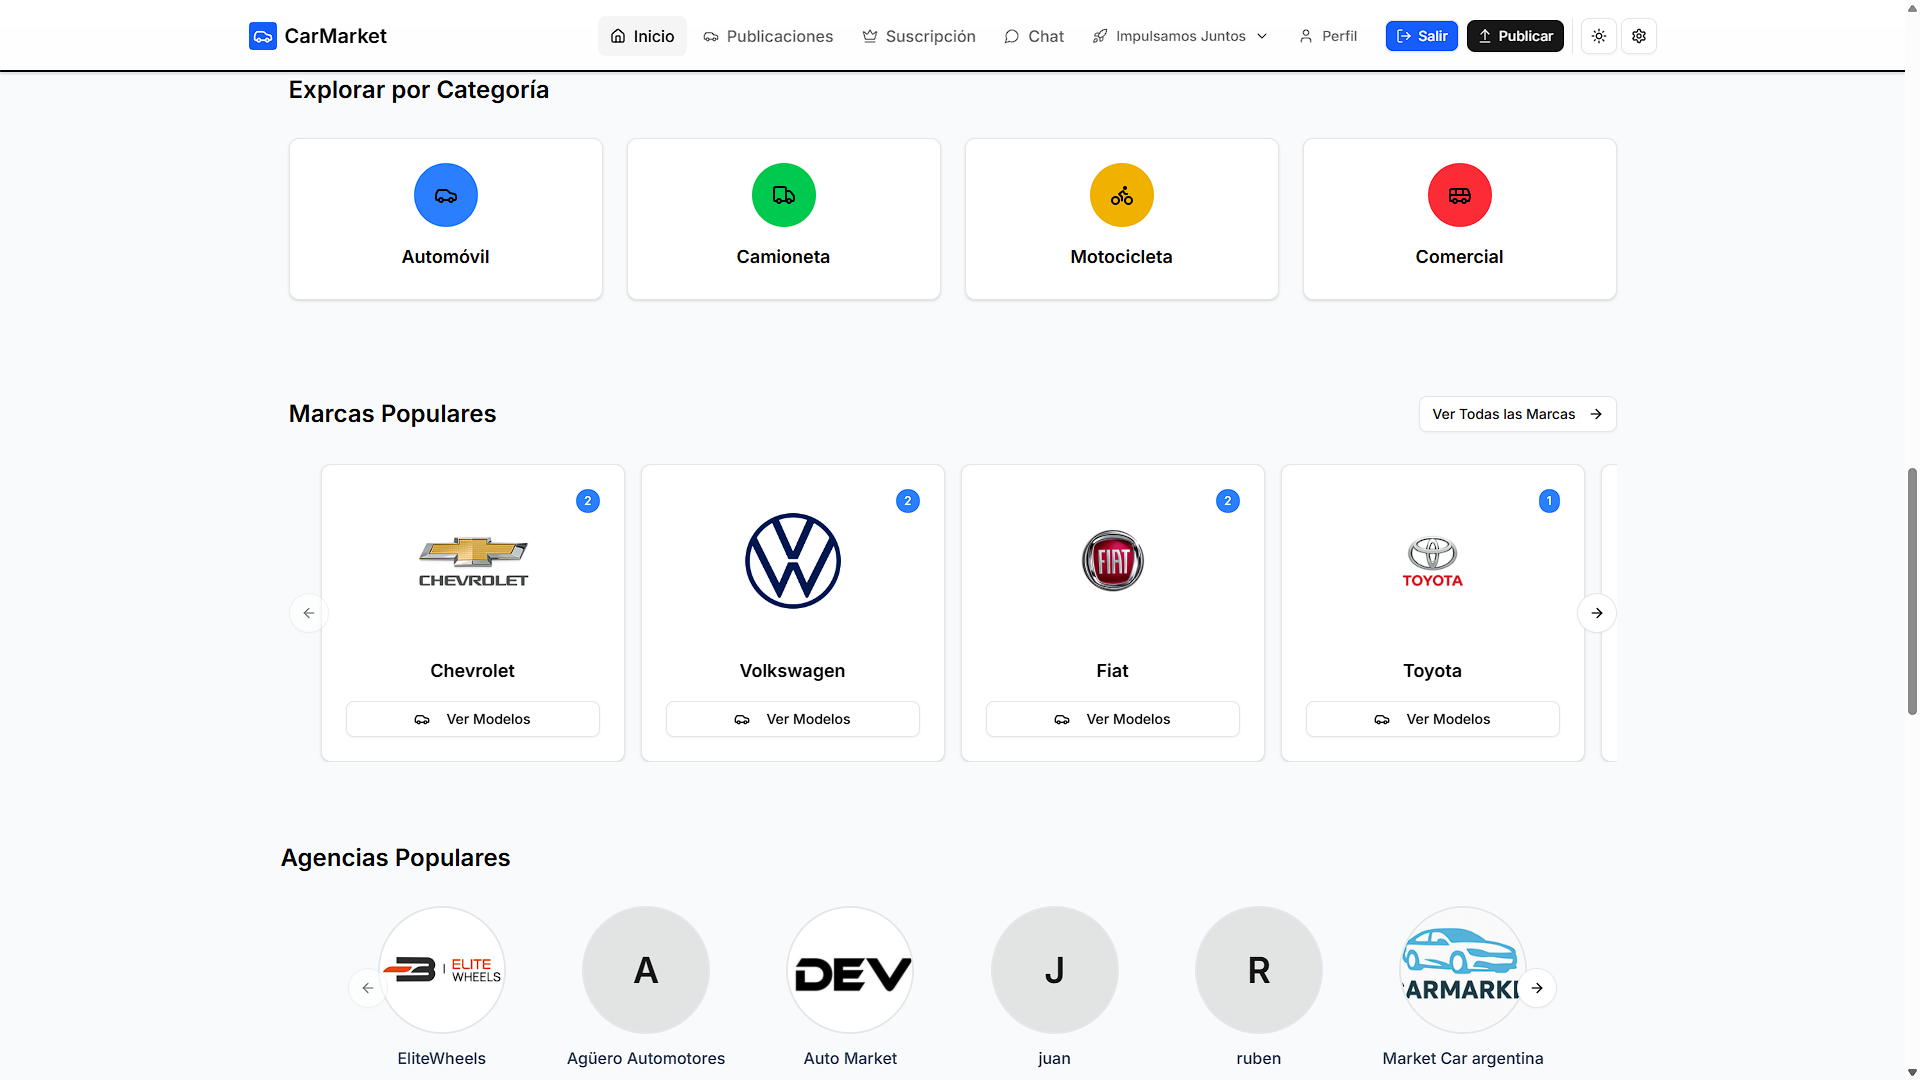 CarMarket
Inicio
Publicaciones
Suscripción
Chat
Impulsamos Juntos
Perfil
Salir
Publicar
Explorar por Categoría
Automóvil
Camioneta
Motocicleta
Comercial
Marcas Populares
Ver Todas las Marcas
2
2
2
1
CHEVROLET
FIAT
TOYOTA
Chevrolet
Volkswagen
Fiat
Toyota
Ver Modelos
Ver Modelos
Ver Modelos
Ver Modelos
Agencias Populares
ELITE
WHEELS
A
DEV
J
R
ARMARK
EliteWheels
Agüero Automotores
Auto Market
juan
ruben
Market Car argentina